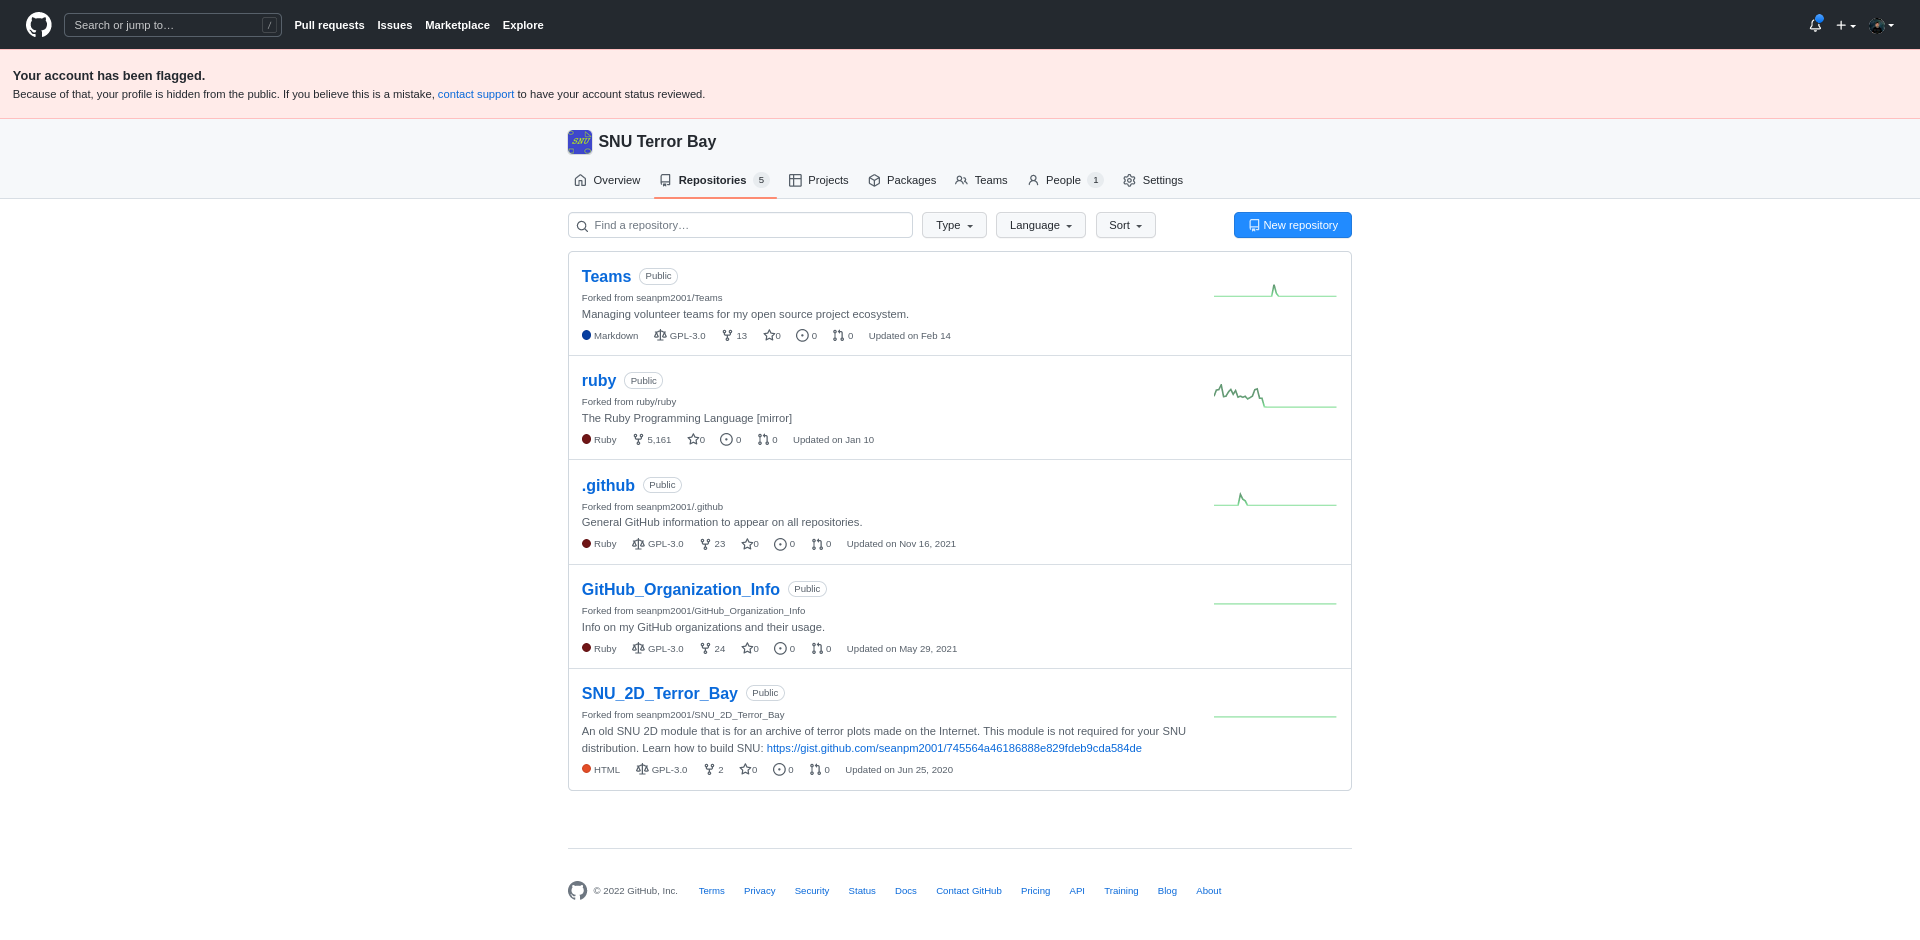 Search or jump to… /
Pull requests Issues Marketplace Explore
Your account has been flagged.
Because of that, your profile is hidden from the public. If you believe this is a mistake, contact support to have your account status reviewed.
SNU SNU Terror Bay
Overview Repositories 5 Projects Packages Teams People 1 Settings
Find a repository… Type Language Sort New repository
Teams Public
Forked from seanpm2001/Teams
Managing volunteer teams for my open source project ecosystem.
Markdown GPL-3.0 13 0 0 0 Updated on Feb 14
ruby Public
Forked from ruby/ruby
The Ruby Programming Language [mirror]
Ruby 5,161 0 0 0 Updated on Jan 10
.github Public
Forked from seanpm2001/.github
General GitHub information to appear on all repositories.
Ruby GPL-3.0 23 0 0 0 Updated on Nov 16, 2021
GitHub_Organization_Info Public
Forked from seanpm2001/GitHub_Organization_Info
Info on my GitHub organizations and their usage.
Ruby GPL-3.0 24 0 0 0 Updated on May 29, 2021
SNU_2D_Terror_Bay Public
Forked from seanpm2001/SNU_2D_Terror_Bay
An old SNU 2D module that is for an archive of terror plots made on the Internet. This module is not required for your SNU
distribution. Learn how to build SNU: https://gist.github.com/seanpm2001/745564a46186888e829fdeb9cda584de
HTML GPL-3.0 2 0 0 0 Updated on Jun 25, 2020
© 2022 GitHub, Inc. Terms Privacy Security Status Docs Contact GitHub Pricing API Training Blog About